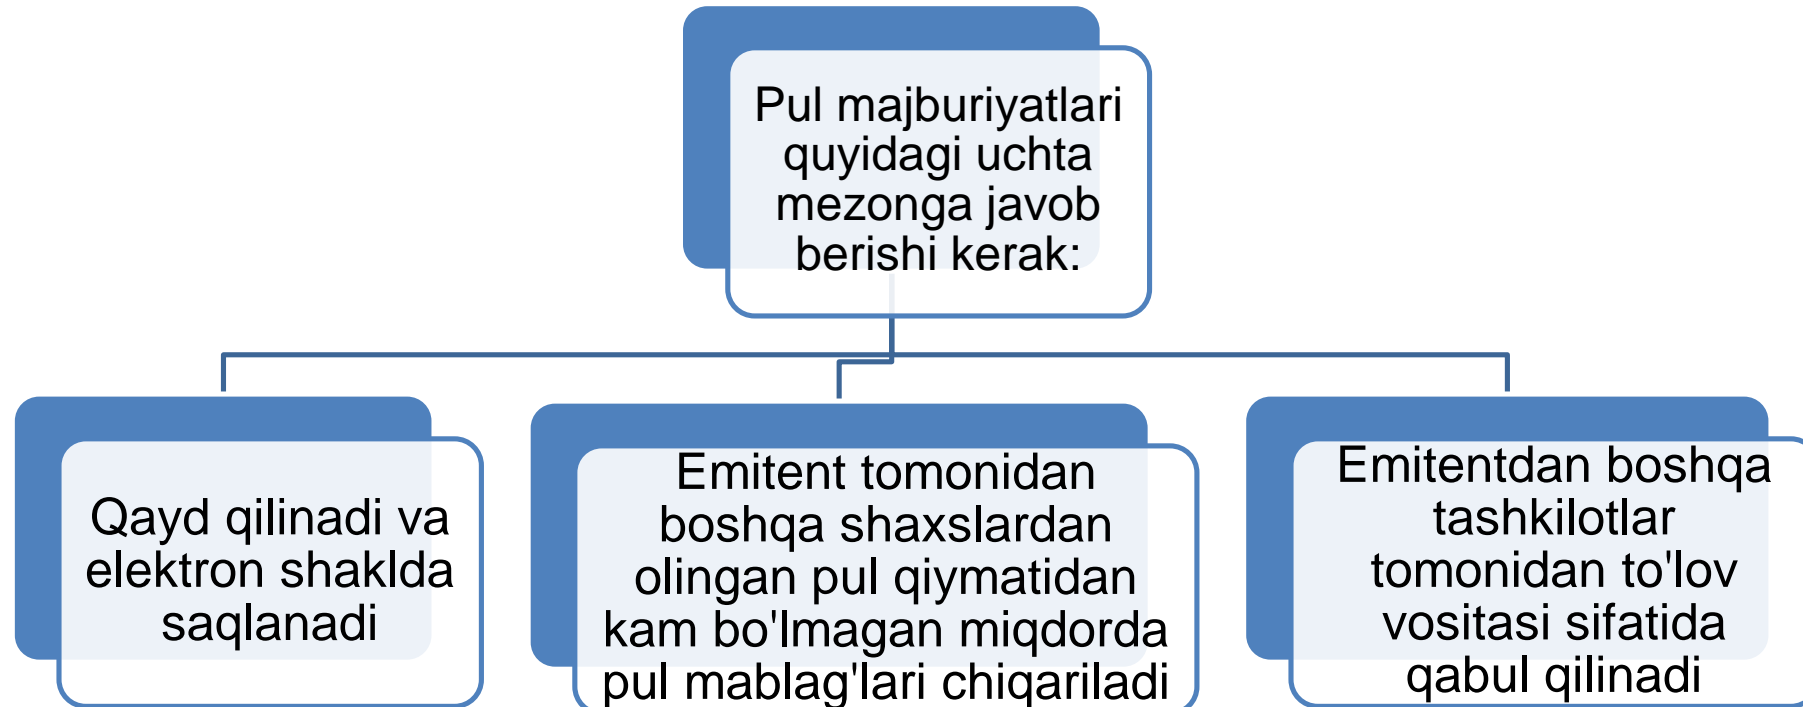 Pul majburiyatlari
quyidagi uchta
mezonga javob
berishi kerak:
Qayd qilinadi va
elektron shaklda
saqlanadi
Emitent tomonidan
boshqa shaxslardan
olingan pul qiymatidan
kam bo'lmagan miqdorda
pul mablag'lari chiqariladi
Emitentdan boshqa
tashkilotlar
tomonidan to'lov
vositasi sifatida
qabul qilinadi